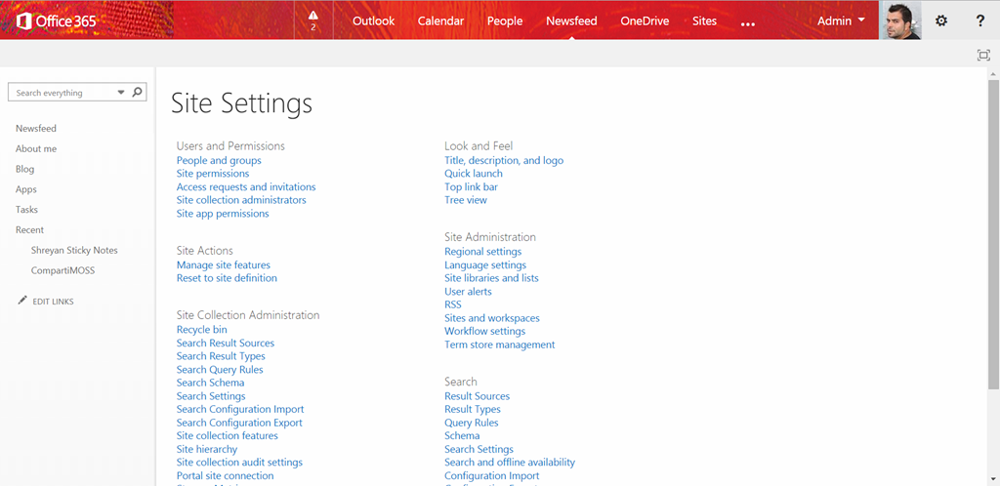 Office 365
2
Outlook
Calendar
People
Newsfeed
OneDrive
Sites
...
Admin
?
Search everything
Newsfeed
About me
Blog
Apps
Tasks
Recent
Shreyan Sticky Notes
CompartiMOSS
EDIT LINKS
Site Settings
Users and Permissions
People and groups
Site permissions
Access requests and invitations
Site collection administrators
Site app permissions
Site Actions
Manage site features
Reset to site definition
Site Collection Administration
Recycle bin
Search Result Sources
Search Result Types
Search Query Rules
Search Schema
Search Settings
Search Configuration Import
Search Configuration Export
Site collection features
Site hierarchy
Site collection audit settings
Portal site connection
Look and Feel
Title, description, and logo
Quick launch
Top link bar
Tree view
Site Administration
Regional settings
Language settings
Site libraries and lists
User alerts
RSS
Sites and workspaces
Workflow settings
Term store management
Search
Result Sources
Result Types
Query Rules
Schema
Search Settings
Search and offline availability
Configuration Import